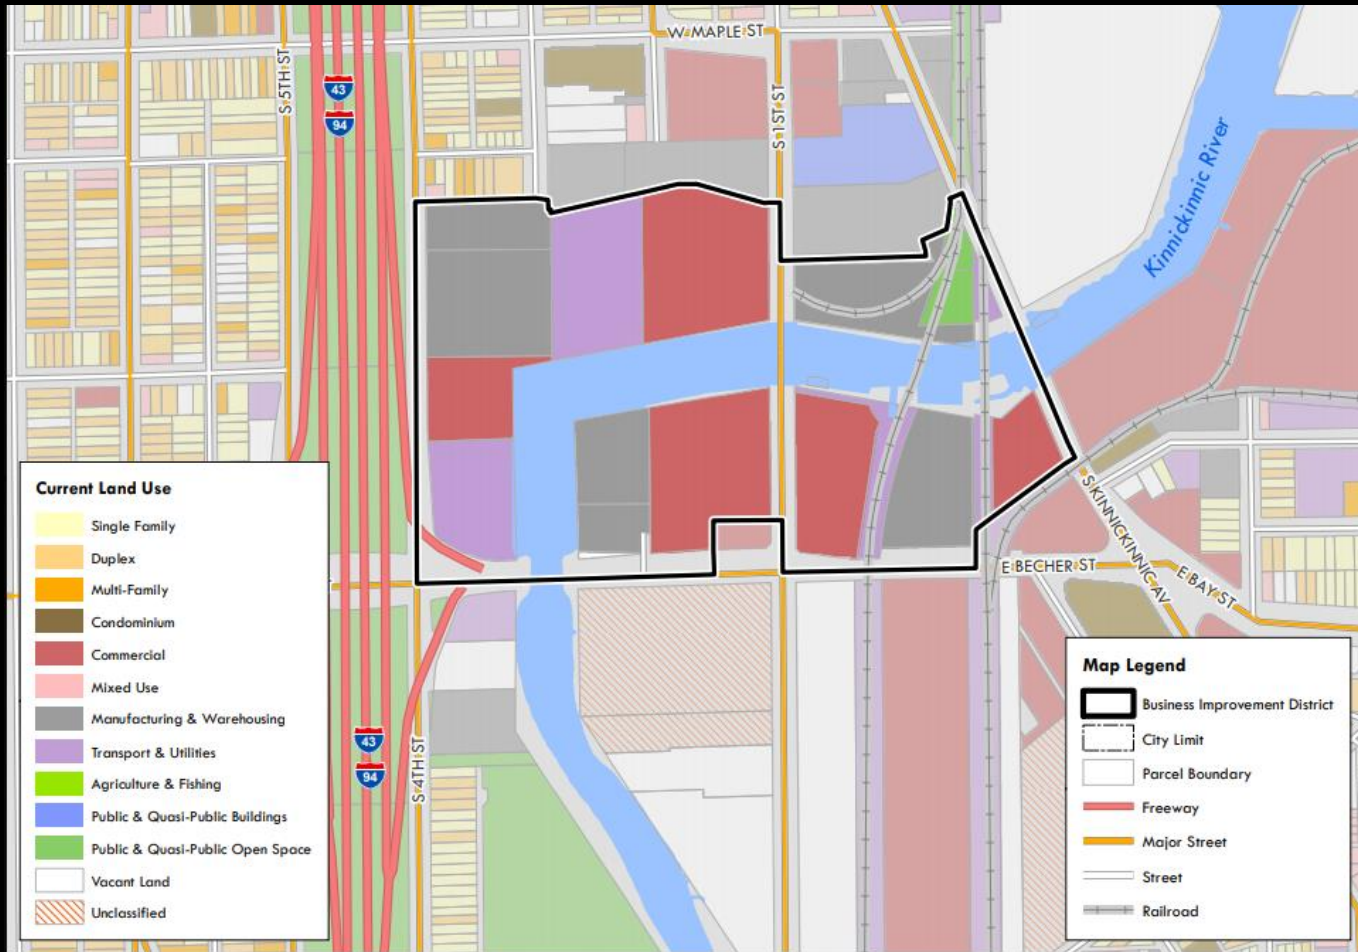 W MAPLE ST
S 5TH ST
43
94
S 1ST ST
Kinnickinnic River
Current Land Use
Single Family
Duplex
Multi-Family
Condominium
Commercial
Mixed Use
Manufacturing & Warehousing
Transport & Utilities
Agriculture & Fishing
Public & Quasi-Public Buildings
Public & Quasi-Public Open Space
Vacant Land
Unclassified
S KINNICKINNIC AV
E BECHER ST
E BAY ST
43
94
S 4TH ST
Map Legend
Business Improvement District
City Limit
Parcel Boundary
Freeway
Major Street
Street
Railroad